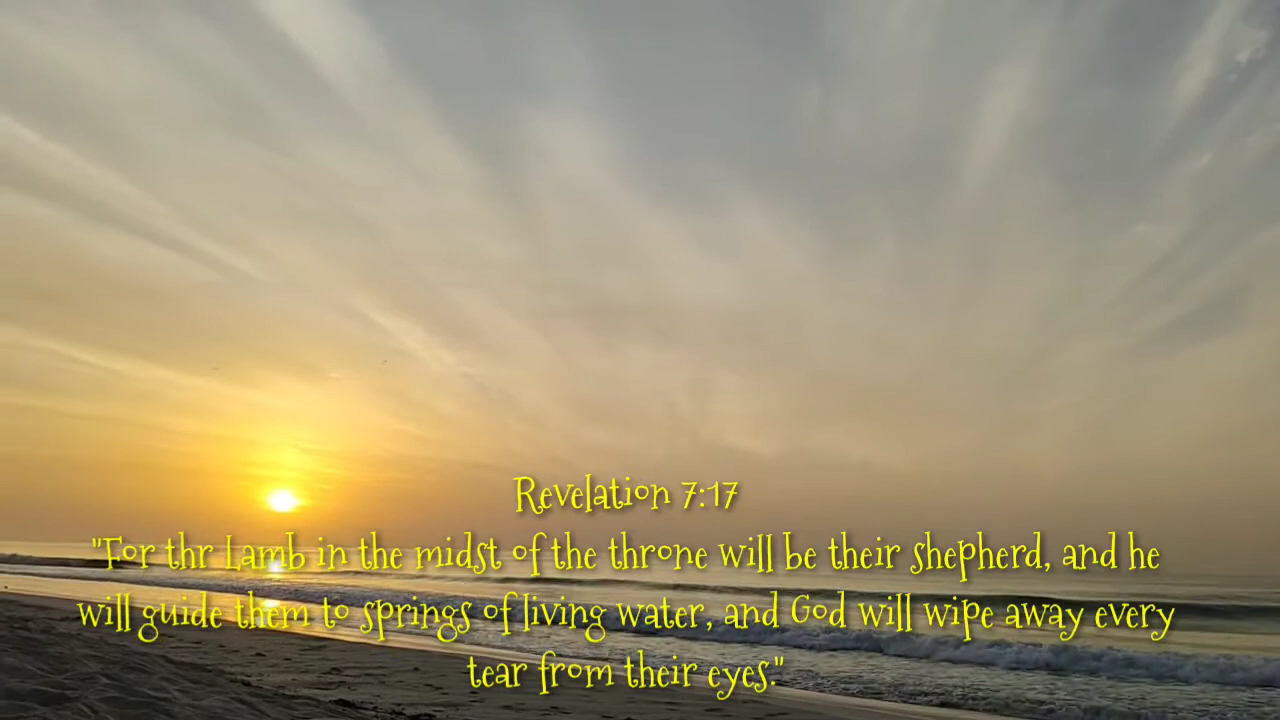 Revelation 7:17
"For thr Lamb in the midst of the throne will be their shepherd, and he
will guide them to springs of living water, and God will wipe away every
tear from their eyes."